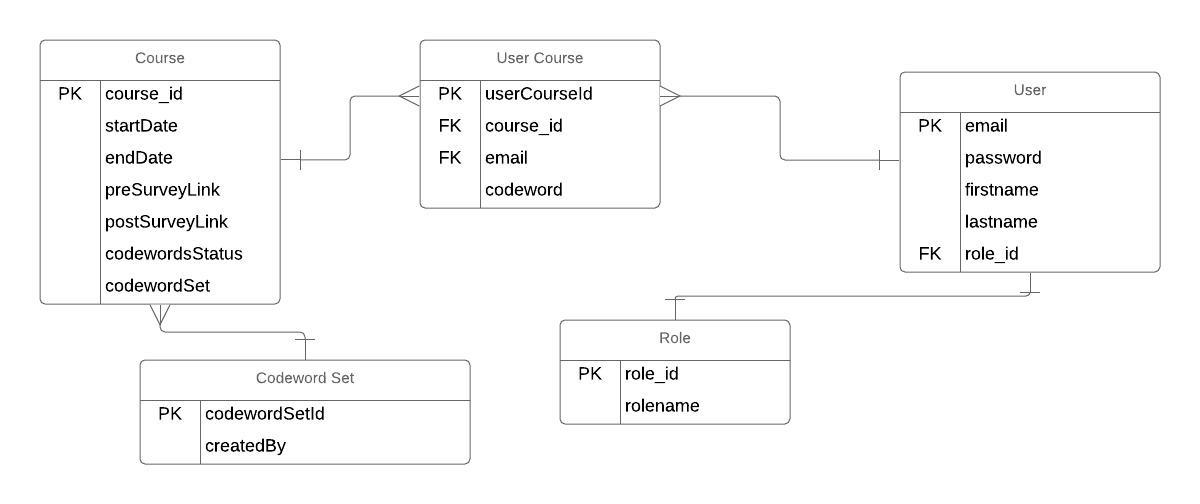 Course
PK course_id
startDate
endDate
preSurveyLink
postSurveyLink
codewordsStatus
codewordSet
User Course
PK userCourseId
FK course_id
FK email
codeword
User
PK email
password
firstname
lastname
FK role_id
Codeword Set
PK codewordSetId
createdBy
Role
PK role_id
rolename